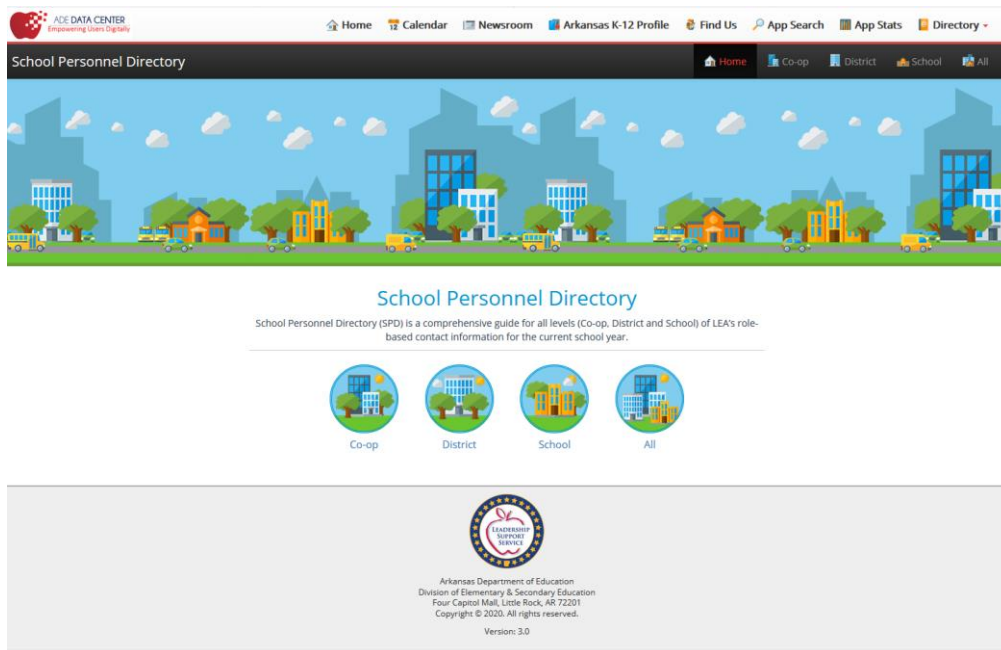 ADE DATA CENTER
Empowering Users Digitally
Home
12 Calendar
Newsroom
Arkansas K-12 Profile
Find Us
App Search
App Stats
Directory
School Personnel Directory
Home
Co-op
District
School
All
School Personnel Directory
School Personnel Directory (SPD) is a comprehensive guide for all levels (Co-op, District and School) of LEA's role-
based contact information for the current school year.
Co-op
District
School
All
LEADERSHIP
SUPPORT
SERVICE
Arkansas Department of Education
Division of Elementary & Secondary Education
Four Capitol Mall, Little Rock, AR 72201
Copyright © 2020. All rights reserved.
Version: 3.0